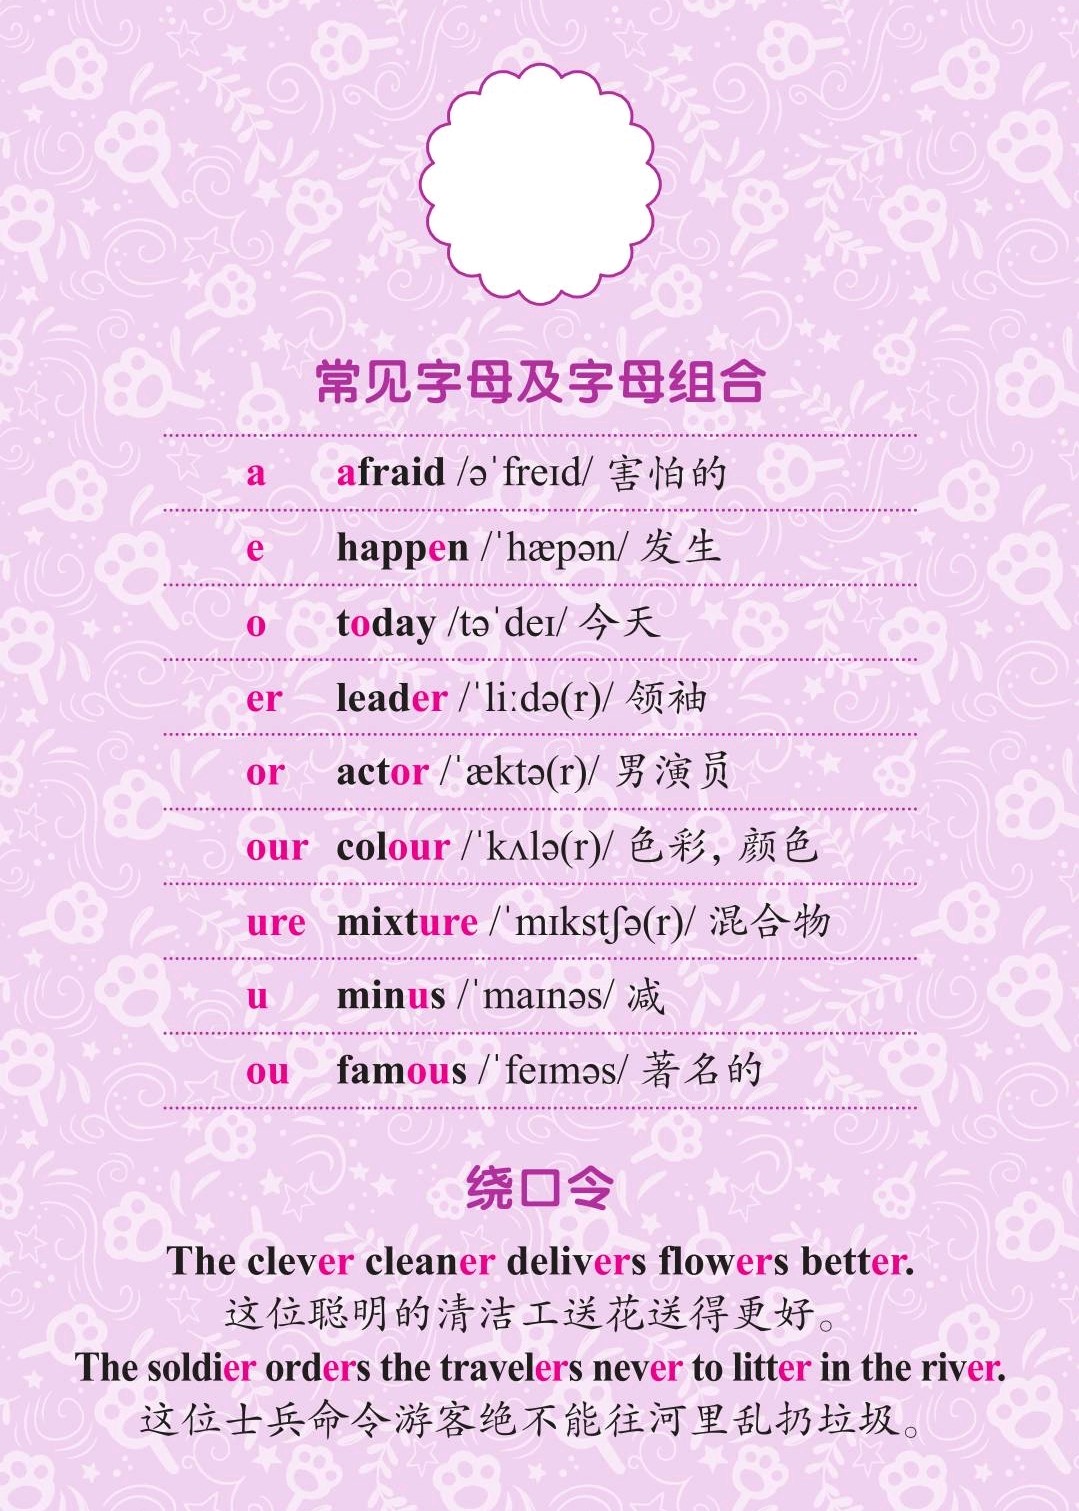 常见字母及字母组合
a afraid /əˈfreɪd/ 害怕的
e happen /ˈhæpən/ 发生
o today /təˈdeɪ/ 今天
er leader /ˈliːdə(r)/ 领袖
or actor /ˈæktə(r)/ 男演员
our colour /ˈkʌlə(r)/ 色彩，颜色
ure mixture /ˈmɪkstʃə(r)/ 混合物
u minus /ˈmaɪnəs/ 减
ou famous /ˈfeɪməs/ 著名的
绕口令
The clever cleaner delivers flowers better.
这位聪明的清洁工送花送得更好。
The soldier orders the travelers never to litter in the river.
这位士兵命令游客绝不能往河里乱扔垃圾。